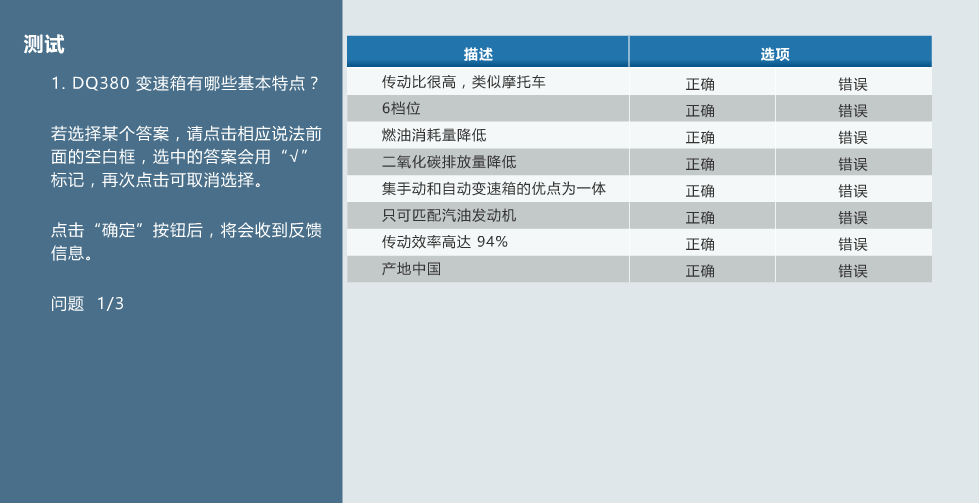 测试
1. DQ380 变速箱有哪些基本特点？
若选择某个答案，请点击相应说法前
面的空白框，选中的答案会用“√”
标记，再次点击可取消选择。
点击“确定”按钮后，将会收到反馈
信息。
问题 1/3
描述 选项
传动比很高，类似摩托车 正确 错误
6档位 正确 错误
燃油消耗量降低 正确 错误
二氧化碳排放量降低 正确 错误
集手动和自动变速箱的优点为一体 正确 错误
只可匹配汽油发动机 正确 错误
传动效率高达 94% 正确 错误
产地中国 正确 错误